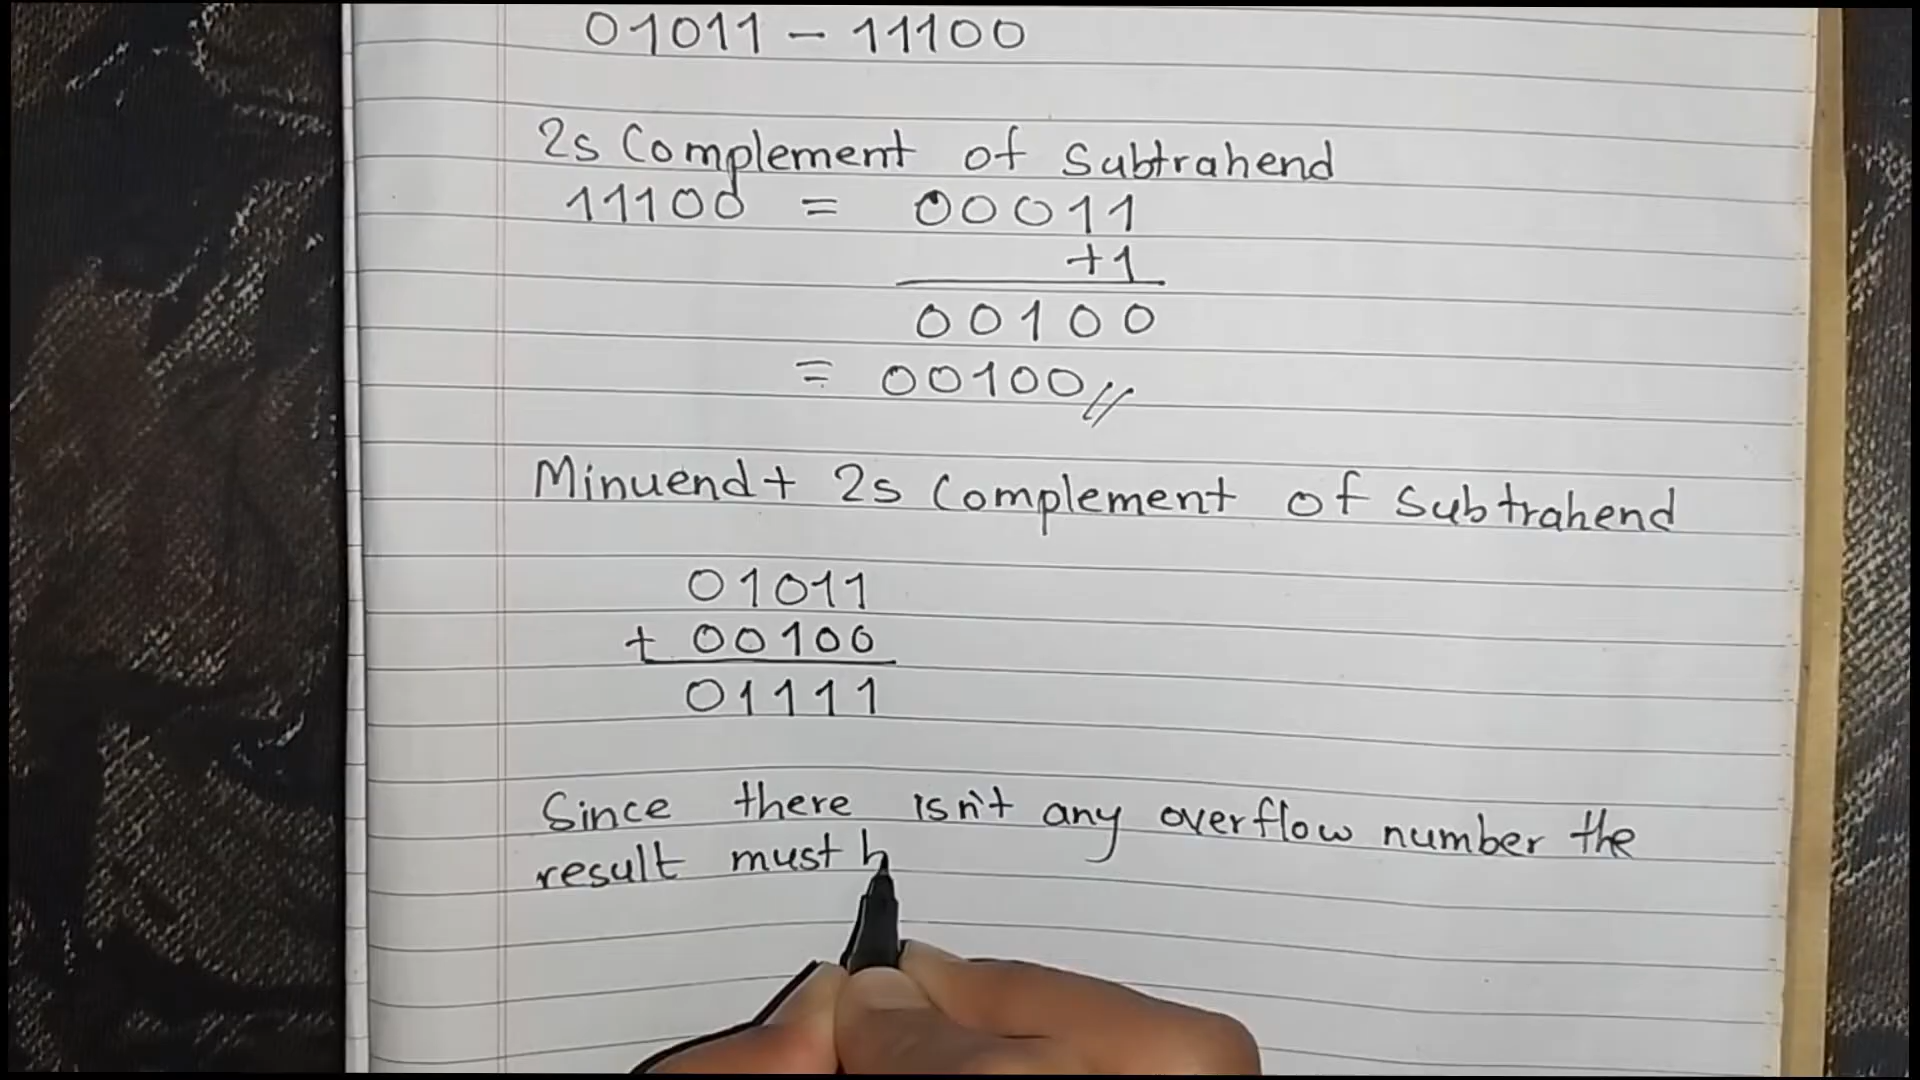 01011 - 11100
2s Complement of Subtrahend
11100 = 00011
+1
00100
= 00100//
Minuend + 2s Complement of Subtrahend
01011
+ 00100
01111
Since there isn't any overflow number the
result must